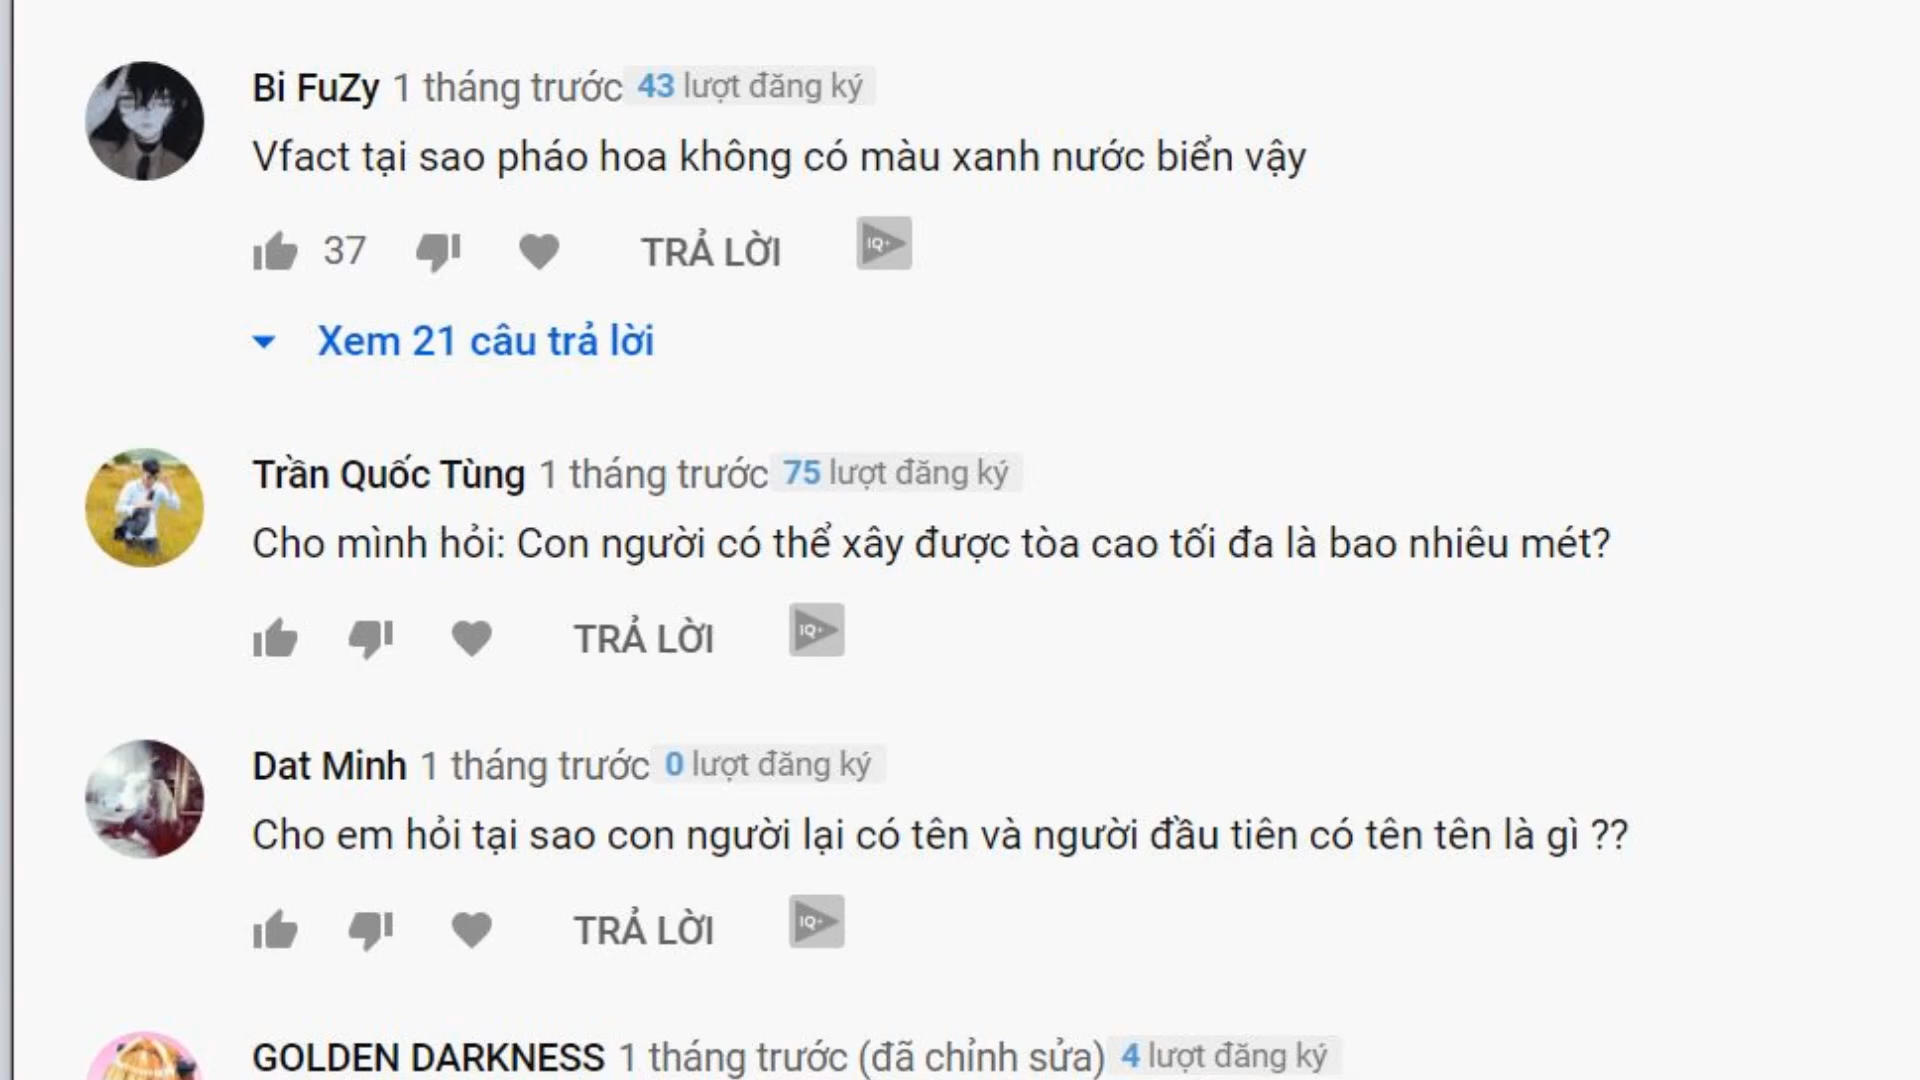 Bi FuZy 1 tháng trước 43 lượt đăng ký
Vfact tại sao pháo hoa không có màu xanh nước biển vậy
37 TRẢ LỜI IQ+
Xem 21 câu trả lời
Trần Quốc Tùng 1 tháng trước 75 lượt đăng ký
Cho mình hỏi: Con người có thể xây được tòa cao tối đa là bao nhiêu mét?
TRẢ LỜI IQ+
Dat Minh 1 tháng trước 0 lượt đăng ký
Cho em hỏi tại sao con người lại có tên và người đầu tiên có tên tên là gì ??
TRẢ LỜI IQ+
GOLDEN DARKNESS 1 tháng trước (đã chỉnh sửa) 4 lượt đăng ký